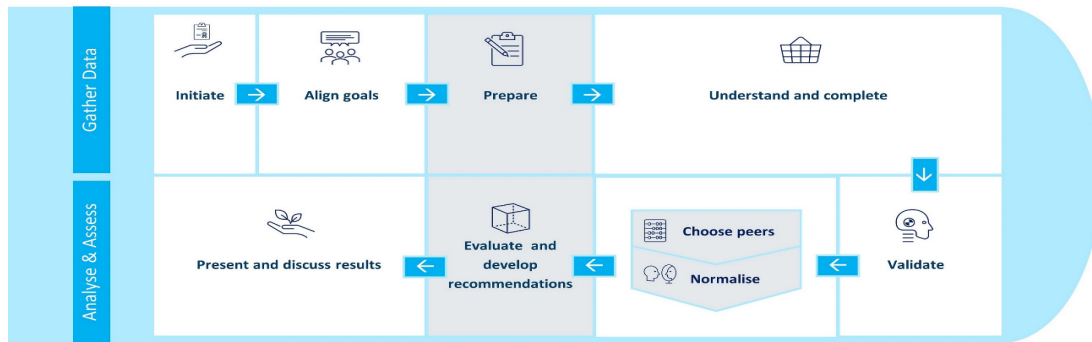 Gather Data
Initiate
Align goals
Prepare
Understand and complete
Analyse & Assess
Present and discuss results
Evaluate and
develop
recommendations
Choose peers
Normalise
Validate